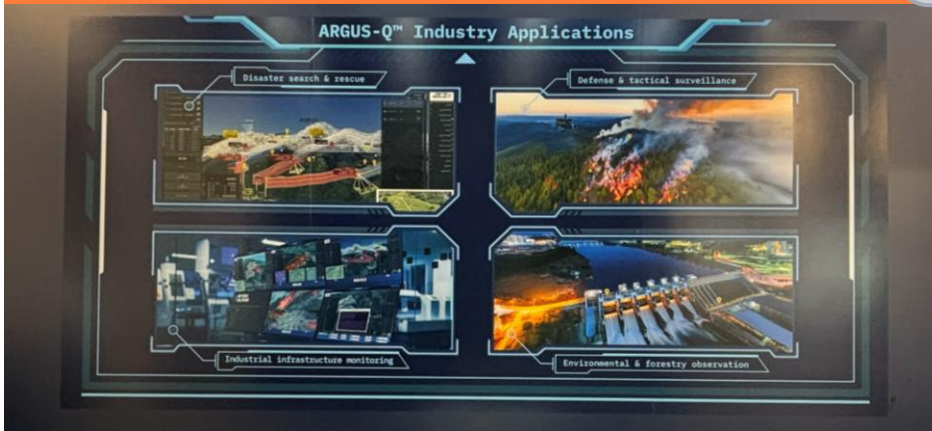 ARGUS-Q™ Industry Applications
Disaster search & rescue
Defense & tactical surveillance
Industrial infrastructure monitoring
Environmental & forestry observation